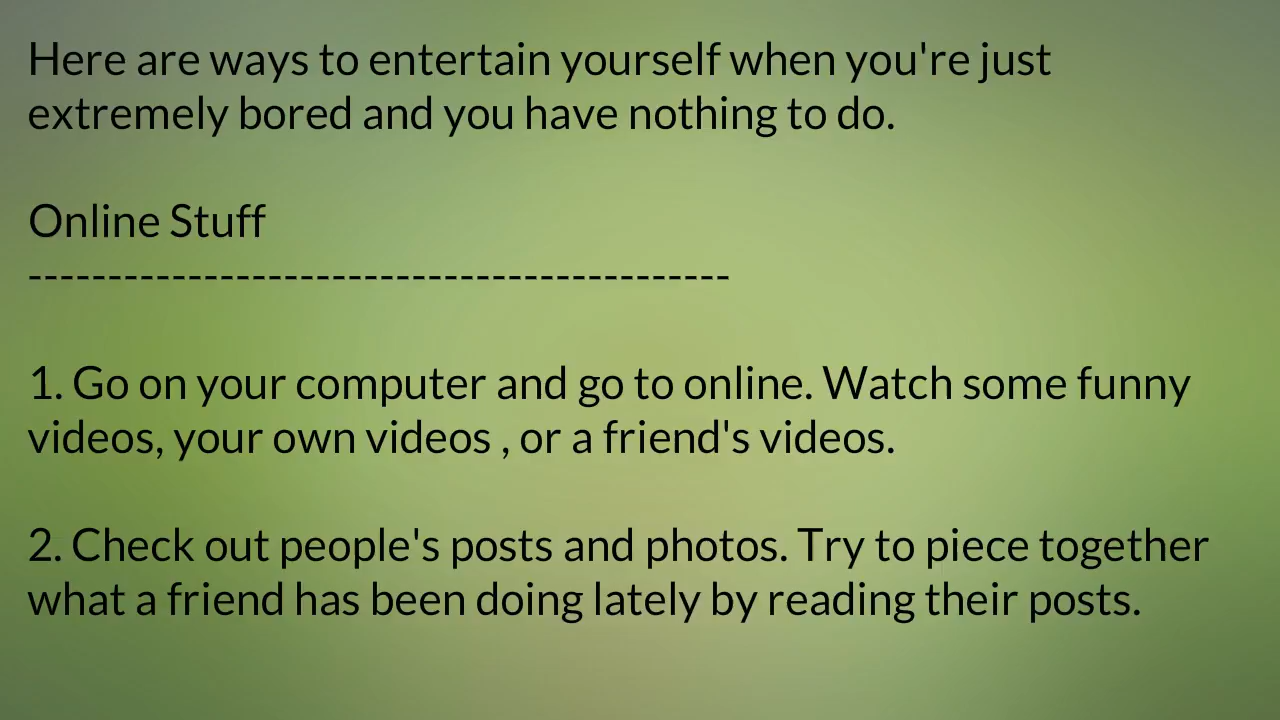 Here are ways to entertain yourself when you're just
extremely bored and you have nothing to do.
Online Stuff
--------------------------------------------
1. Go on your computer and go to online. Watch some funny
videos, your own videos , or a friend's videos.
2. Check out people's posts and photos. Try to piece together
what a friend has been doing lately by reading their posts.